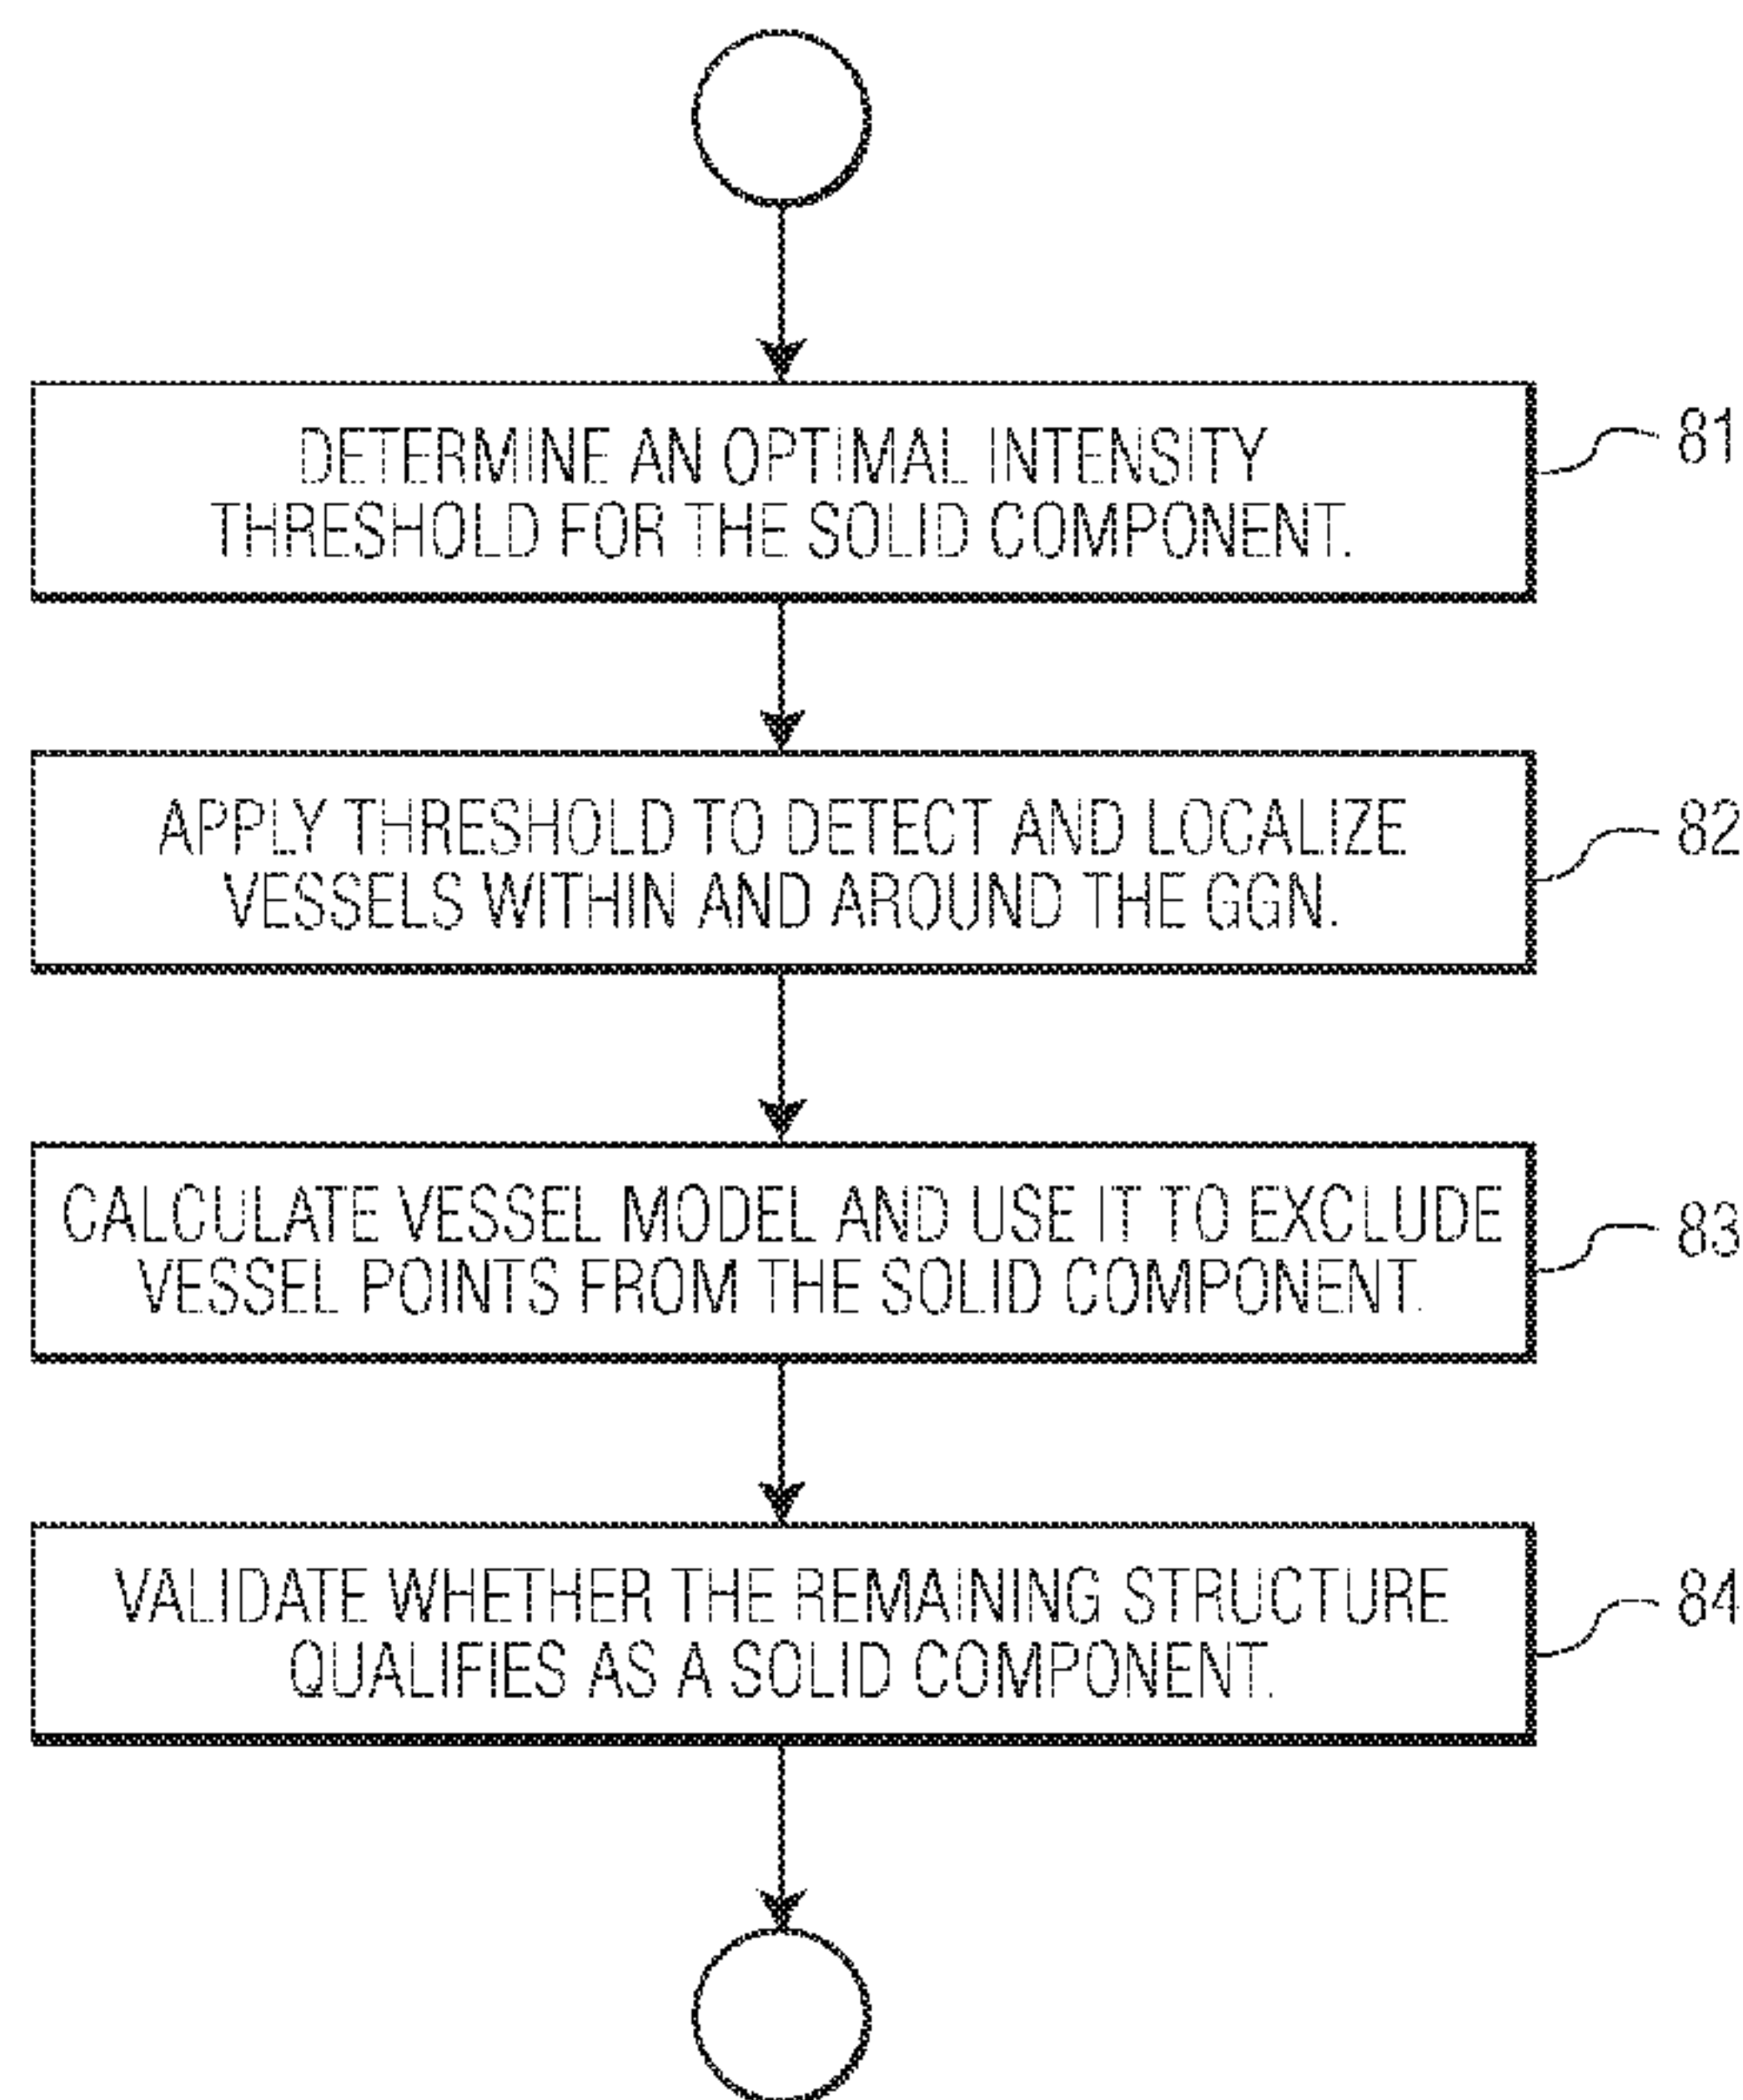 DETERMINE AN OPTIMAL INTENSITY
THRESHOLD FOR THE SOLID COMPONENT.
81
APPLY THRESHOLD TO DETECT AND LOCALIZE
VESSELS WITHIN AND AROUND THE GGN.
82
CALCULATE VESSEL MODEL AND USE IT TO EXCLUDE
VESSEL POINTS FROM THE SOLID COMPONENT.
83
VALIDATE WHETHER THE REMAINING STRUCTURE
QUALIFIES AS A SOLID COMPONENT.
84